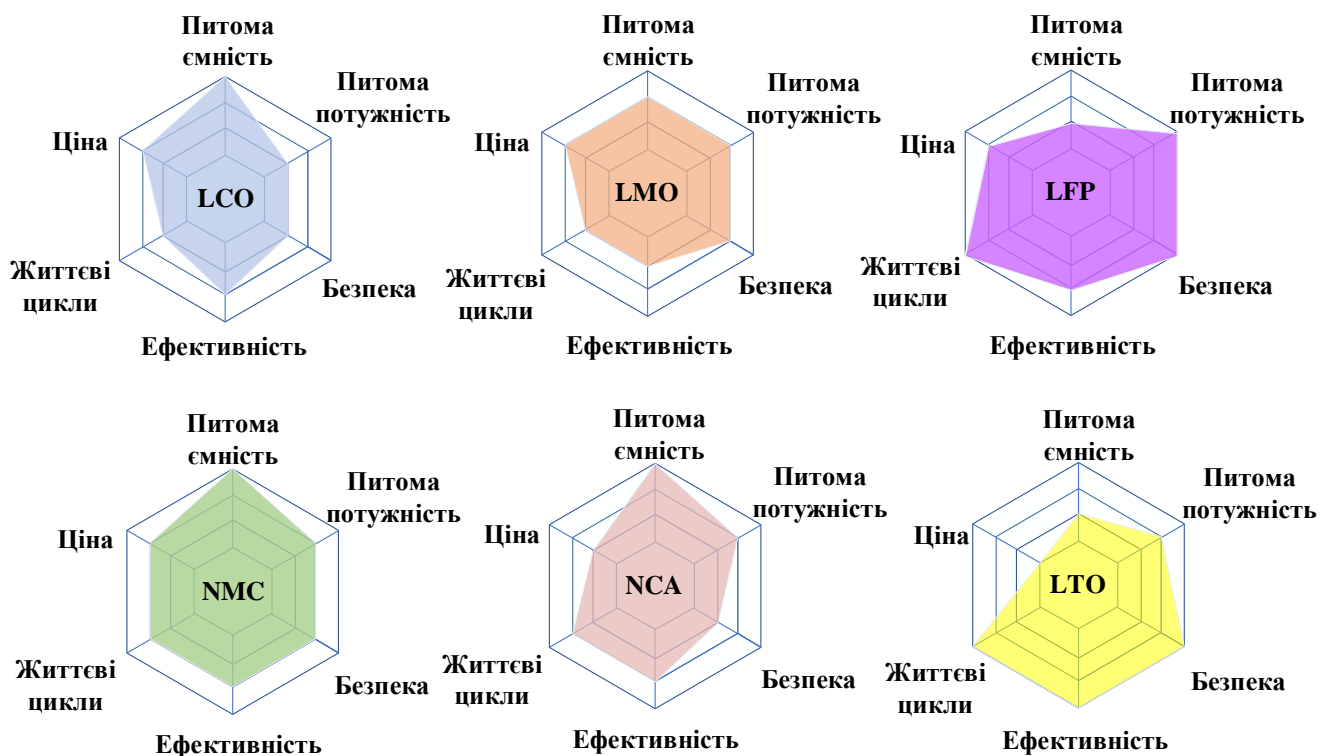 Питома
ємність
Питома
потужність
Ціна
LCO
Життєві
цикли
Безпека
Ефективність
Питома
ємність
Питома
потужність
Ціна
LMO
Життєві
цикли
Безпека
Ефективність
Питома
ємність
Питома
потужність
Ціна
LFP
Життєві
цикли
Безпека
Ефективність
Питома
ємність
Питома
потужність
Ціна
NMC
Життєві
цикли
Безпека
Ефективність
Питома
ємність
Питома
потужність
Ціна
NCA
Життєві
цикли
Безпека
Ефективність
Питома
ємність
Питома
потужність
Ціна
LTO
Життєві
цикли
Безпека
Ефективність